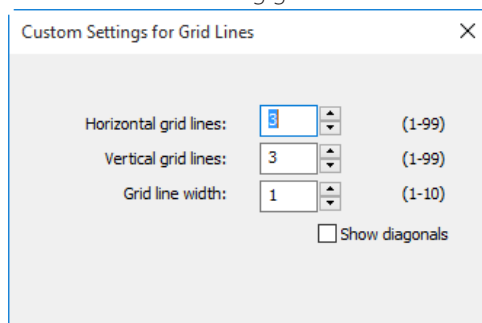 Custom Settings for Grid Lines
Horizontal grid lines: 3 (1-99)
Vertical grid lines: 3 (1-99)
Grid line width: 1 (1-10)
Show diagonals